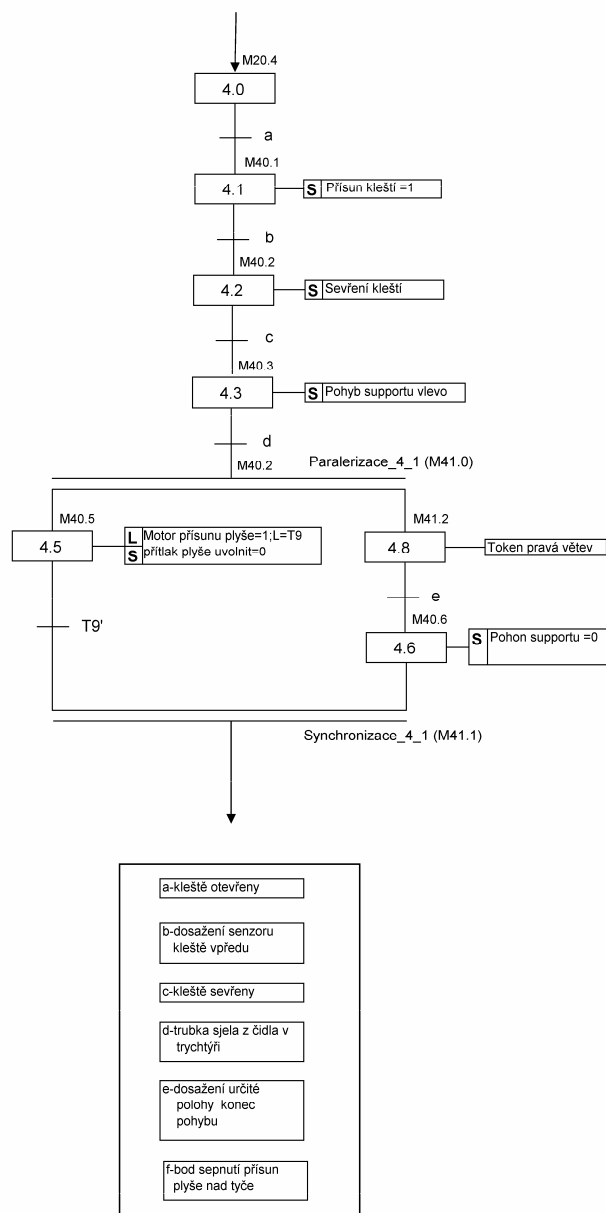 M20.4
4.0
a
M40.1
4.1
S Přísun kleští =1
b
M40.2
4.2
S Sevření kleští
c
M40.3
4.3
S Pohyb supportu vlevo
d
M40.2
Paralerizace_4_1 (M41.0)
M40.5
4.5
L Motor přísunu plyše=1;L=T9
S přítlak plyše uvolnit=0
T9'
M41.2
4.8
Token pravá větev
e
M40.6
4.6
S Pohon supportu =0
Synchronizace_4_1 (M41.1)
a-kleště otevřeny
b-dosažení senzoru
kleště vpředu
c-kleště sevřeny
d-trubka sjela z čidla v
trychtýři
e-dosažení určité
polohy konec
pohybu
f-bod sepnutí přísun
plyše nad tyče